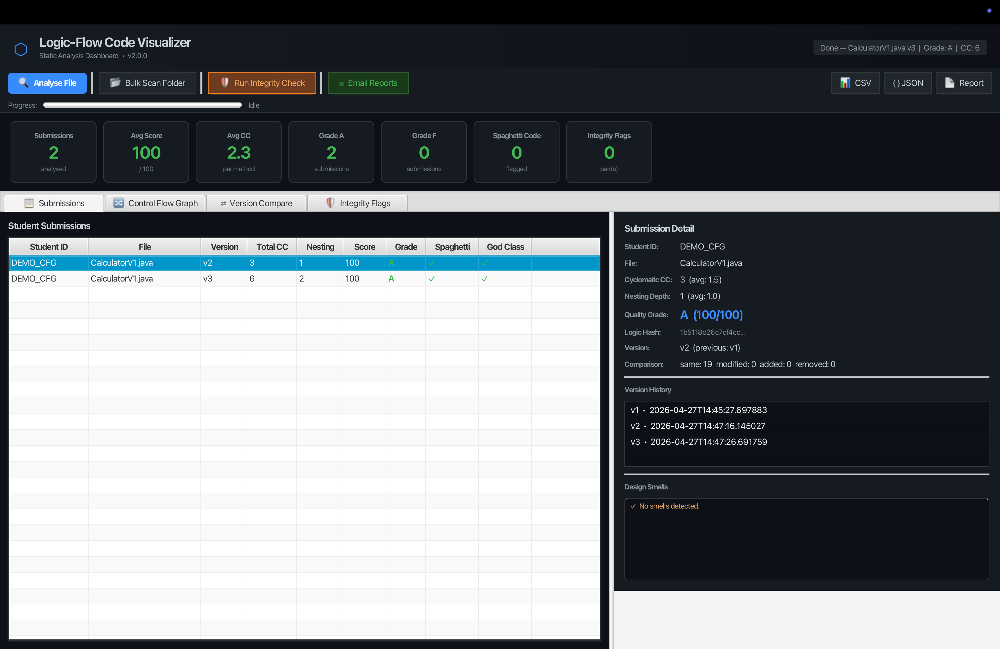 Logic-Flow Code Visualizer
Static Analysis Dashboard • v2.0.0
Done — CalculatorV1.java v3 | Grade: A | CC: 6
Analyse File
Bulk Scan Folder
Run Integrity Check
✉ Email Reports
CSV
{ } JSON
Report
Progress:
Idle
Submissions
2
analysed
Avg Score
100
/ 100
Avg CC
2.3
per method
Grade A
2
submissions
Grade F
0
submissions
Spaghetti Code
0
flagged
Integrity Flags
0
pair(s)
Submissions
Control Flow Graph
⇄ Version Compare
Integrity Flags
Student Submissions
Student ID File Version Total CC Nesting Score Grade Spaghetti God Class
DEMO_CFG CalculatorV1.java v2 3 1 100 A ✓ ✓
DEMO_CFG CalculatorV1.java v3 6 2 100 A ✓ ✓
Submission Detail
Student ID: DEMO_CFG
File: CalculatorV1.java
Cyclomatic CC: 3 (avg: 1.5)
Nesting Depth: 1 (avg: 1.0)
Quality Grade: A (100/100)
Logic Hash: 1b5118d26c7cf4cc...
Version: v2 (previous: v1)
Comparison: same: 19 modified: 0 added: 0 removed: 0
Version History
v1 • 2026-04-27T14:45:27.697883
v2 • 2026-04-27T14:47:16.145027
v3 • 2026-04-27T14:47:26.691759
Design Smells
✓ No smells detected.